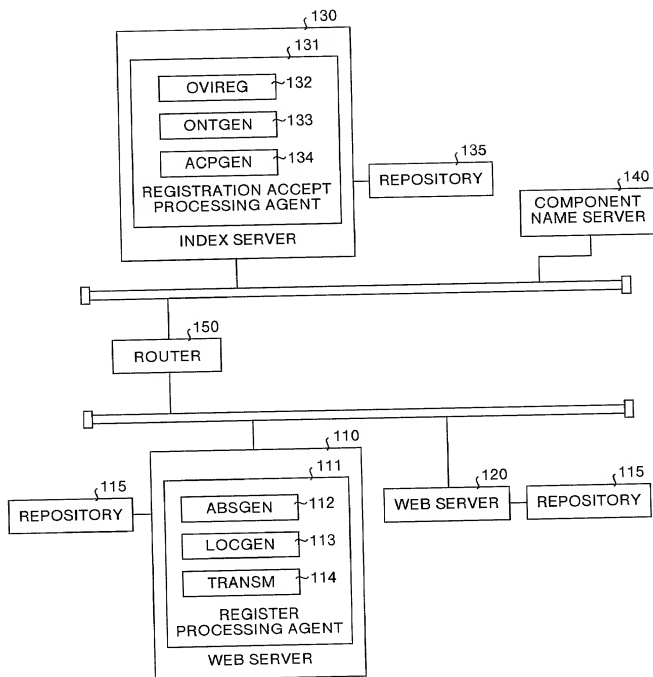 130
131
OVIREG 132
ONTGEN 133
ACPGEN 134
REGISTRATION ACCEPT
PROCESSING AGENT
INDEX SERVER
135
REPOSITORY
140
COMPONENT
NAME SERVER
150
ROUTER
110
111
115
REPOSITORY
ABSGEN 112
LOCGEN 113
TRANSM 114
REGISTER
PROCESSING AGENT
WEB SERVER
120
WEB SERVER
115
REPOSITORY